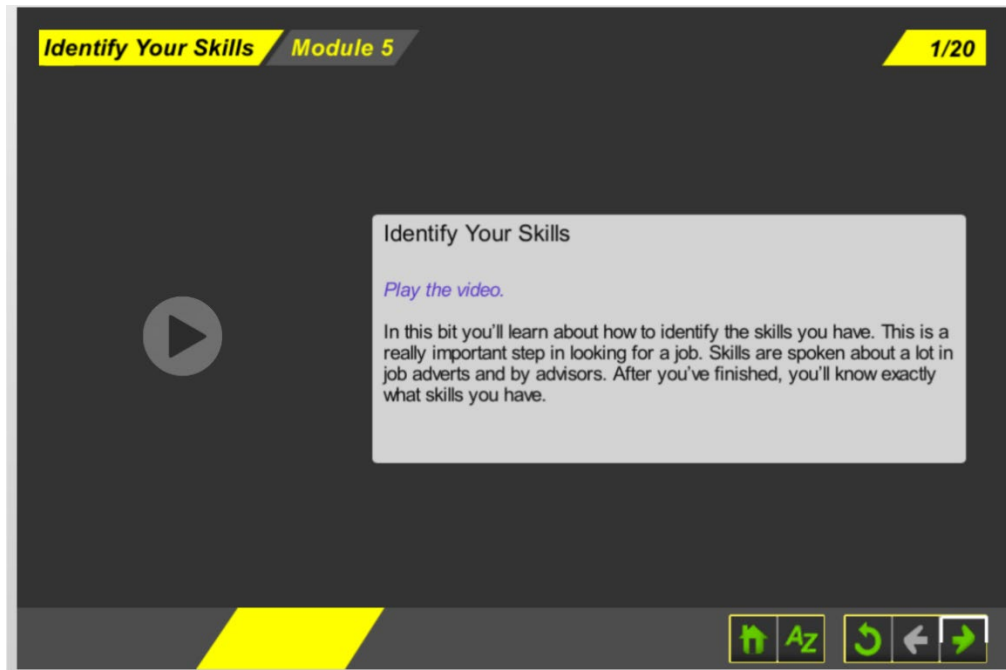 Identify Your Skills Module 5 1/20
Identify Your Skills
Play the video.
In this bit you'll learn about how to identify the skills you have. This is a
really important step in looking for a job. Skills are spoken about a lot in
job adverts and by advisors. After you've finished, you'll know exactly
what skills you have.
AZ